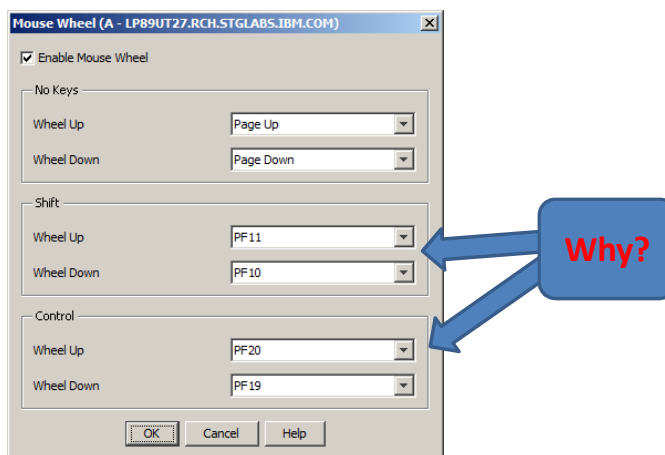 Mouse Wheel (A - LP89UT27.RCH.STGLABS.IBM.COM)
Enable Mouse Wheel
No Keys
Wheel Up Page Up
Wheel Down Page Down
Shift
Wheel Up PF11
Wheel Down PF10
Why?
Control
Wheel Up PF20
Wheel Down PF19
OK Cancel Help